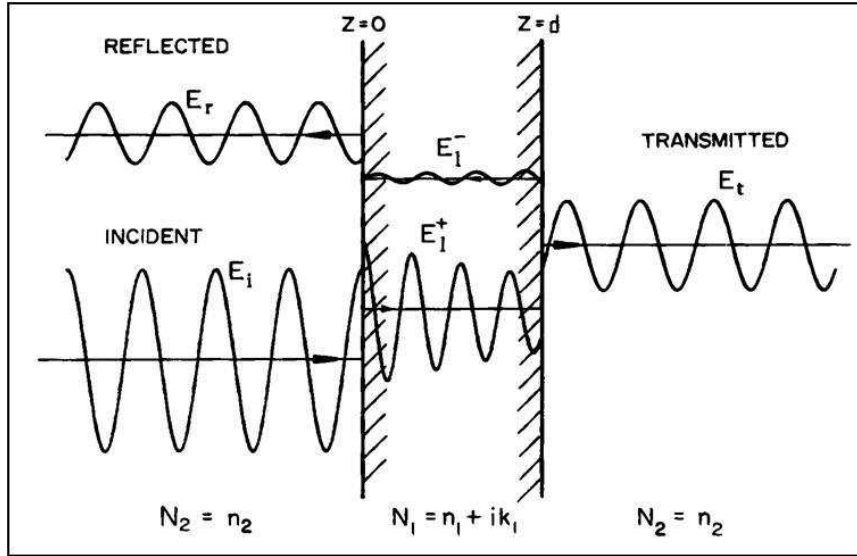 Z=0
Z=d
REFLECTED
E_r
E_1^-
TRANSMITTED
E_t
INCIDENT
E_i
E_1^+
N_2 = n_2
N_1 = n_1 + ik_1
N_2 = n_2